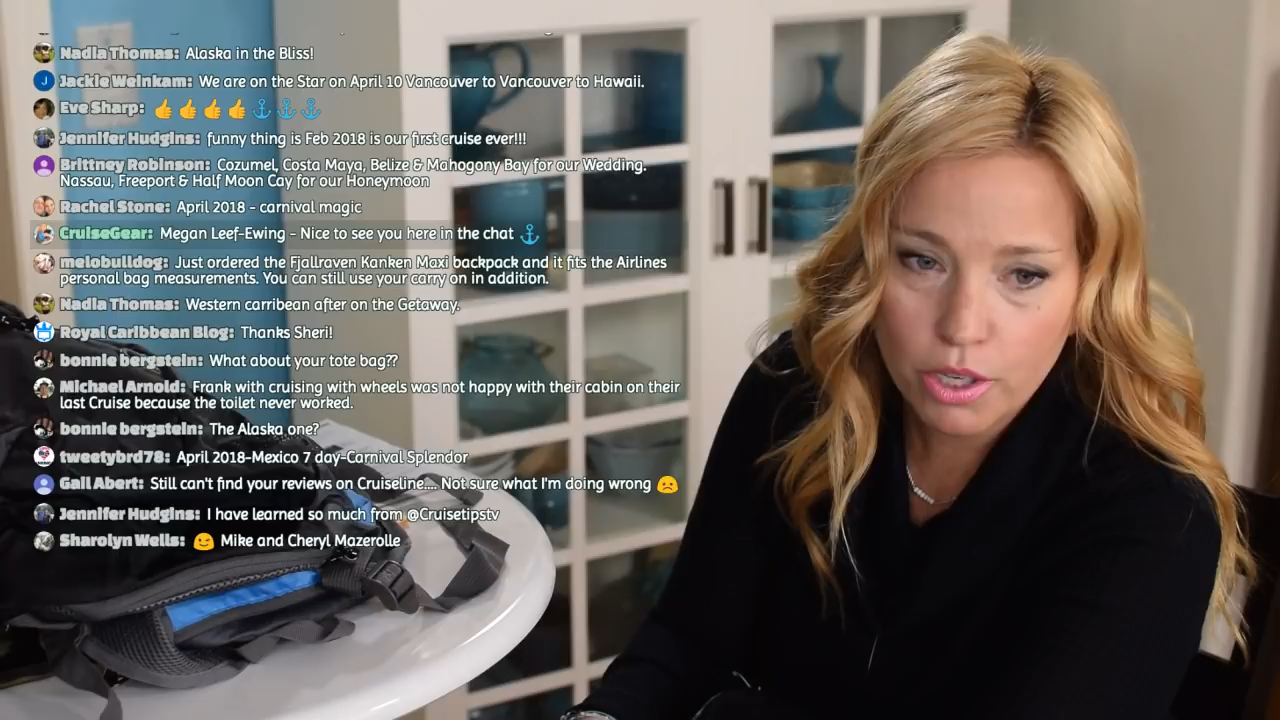 Nadia Thomas: Alaska in the Bliss!
J Jackie Weinkam: We are on the Star on April 10 Vancouver to Vancouver to Hawaii.
Eve Sharp: 👍👍👍👍⚓⚓⚓
Jennifer Hudgins: funny thing is Feb 2018 is our first cruise ever!!!
Brittney Robinson: Cozumel, Costa Maya, Belize & Mahogony Bay for our Wedding.
Nassau, Freeport & Half Moon Cay for our Honeymoon
Rachel Stone: April 2018 - carnival magic
CruiseGear: Megan Leef-Ewing - Nice to see you here in the chat ⚓
melobulldog: Just ordered the Fjallraven Kanken Maxi backpack and it fits the Airlines
personal bag measurements. You can still use your carry on in addition.
Nadia Thomas: Western carribean after on the Getaway.
Royal Caribbean Blog: Thanks Sheri!
bonnie bergstein: What about your tote bag??
Michael Arnold: Frank with cruising with wheels was not happy with their cabin on their
last Cruise because the toilet never worked.
bonnie bergstein: The Alaska one?
tweetybrd78: April 2018-Mexico 7 day-Carnival Splendor
Gail Abert: Still can't find your reviews on Cruiseline.... Not sure what I'm doing wrong 🙁
Jennifer Hudgins: I have learned so much from @Cruisetipstv
Sharolyn Wells: 😉 Mike and Cheryl Mazerolle